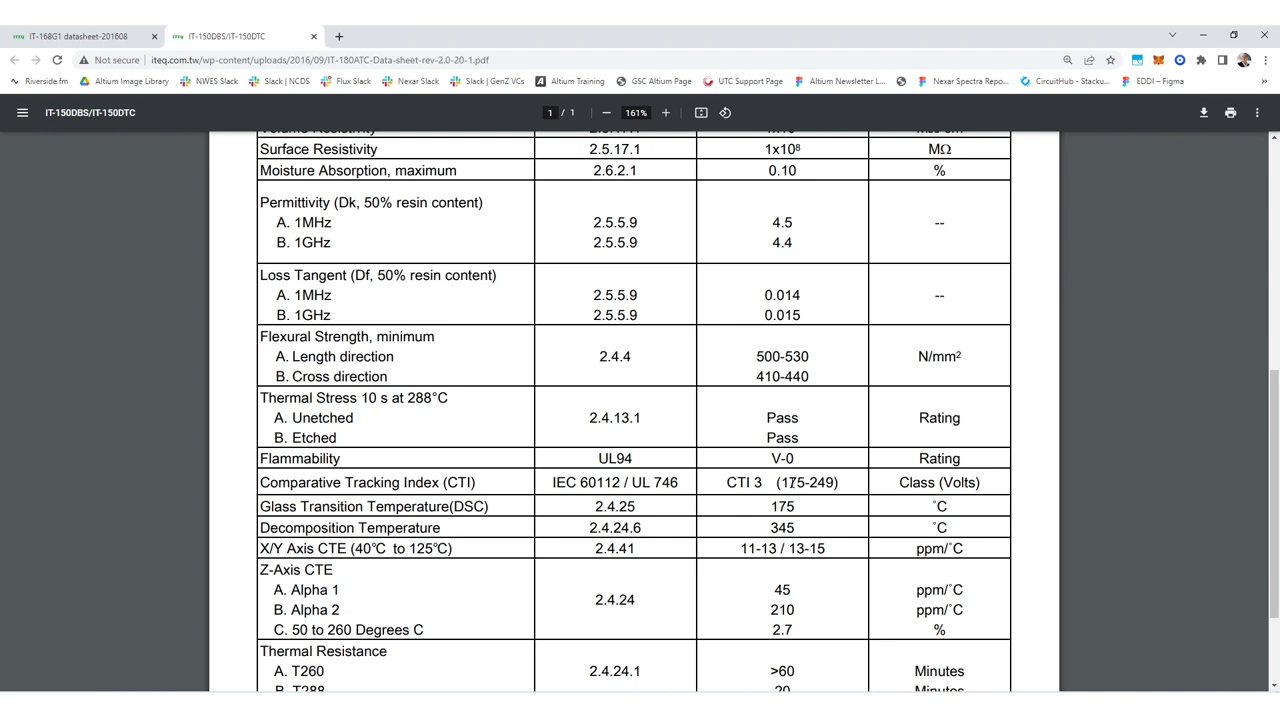 ITEQ IT-168G1 datasheet-201608 ITEQ IT-150DBS/IT-150DTC
Not secure iteq.com.tw/wp-content/uploads/2016/09/IT-180ATC-Data-sheet-rev-2.0-20-1.pdf
Riverside.fm Altium Image Library NWES Slack Slack | NCDS Flux Slack Nexar Slack Slack | GenZ VCs Altium Training GSC Altium Page UTC Support Page Altium Newsletter L... Nexar Spectra Repo... CircuitHub - Stacku... EDDI – Figma »
IT-150DBS/IT-150DTC 1 / 1 161%
Surface Resistivity 2.5.17.1 1x10⁸ MΩ
Moisture Absorption, maximum 2.6.2.1 0.10 %
Permittivity (Dk, 50% resin content)
A. 1MHz 2.5.5.9 4.5 --
B. 1GHz 2.5.5.9 4.4
Loss Tangent (Df, 50% resin content)
A. 1MHz 2.5.5.9 0.014 --
B. 1GHz 2.5.5.9 0.015
Flexural Strength, minimum
A. Length direction 2.4.4 500-530 N/mm²
B. Cross direction 410-440
Thermal Stress 10 s at 288°C
A. Unetched 2.4.13.1 Pass Rating
B. Etched Pass
Flammability UL94 V-0 Rating
Comparative Tracking Index (CTI) IEC 60112 / UL 746 CTI 3 (175-249) Class (Volts)
Glass Transition Temperature(DSC) 2.4.25 175 ˚C
Decomposition Temperature 2.4.24.6 345 ˚C
X/Y Axis CTE (40℃ to 125℃) 2.4.41 11-13 / 13-15 ppm/˚C
Z-Axis CTE
A. Alpha 1 45 ppm/˚C
2.4.24
B. Alpha 2 210 ppm/˚C
C. 50 to 260 Degrees C 2.7 %
Thermal Resistance
A. T260 2.4.24.1 >60 Minutes
B. T288 20 Minutes